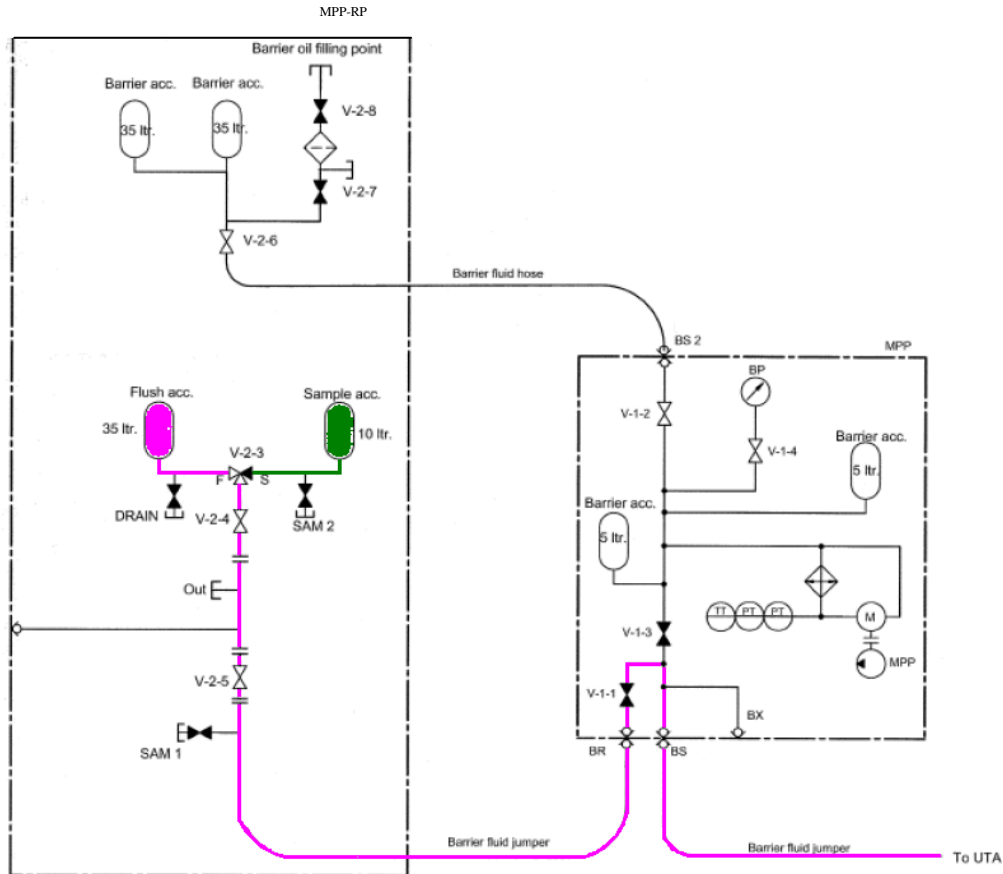 MPP-RP
Barrier oil filling point
Barrier acc.
Barrier acc.
35 ltr.
35 ltr.
V-2-8
V-2-7
V-2-6
Barrier fluid hose
BS 2
MPP
BP
V-1-2
V-1-4
Barrier acc.
5 ltr.
Flush acc.
35 ltr.
Sample acc.
10 ltr.
V-2-3
F
S
DRAIN
V-2-4
SAM 2
Barrier acc.
5 ltr.
Out
TT
PT
PT
M
V-1-3
MPP
V-2-5
V-1-1
BX
SAM 1
BR
BS
Barrier fluid jumper
Barrier fluid jumper
To UTA